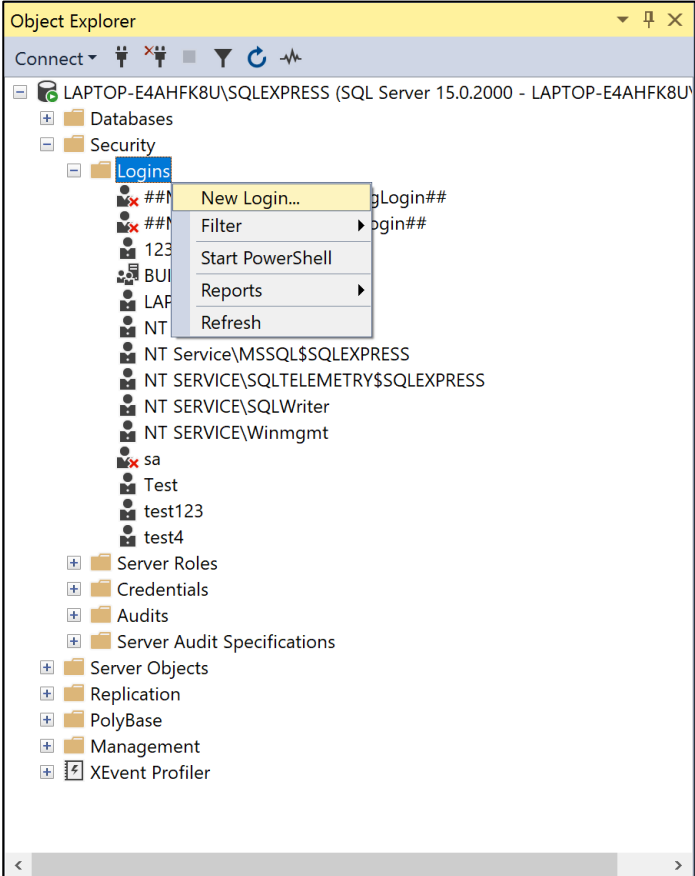 Object Explorer
Connect
LAPTOP-E4AHFK8U\SQLEXPRESS (SQL Server 15.0.2000 - LAPTOP-E4AHFK8U\
Databases
Security
Logins
##M gLogin##
New Login...
##M ogin##
Filter
123
Start PowerShell
BUI
Reports
LAP
NT
Refresh
NT Service\MSSQL$SQLEXPRESS
NT SERVICE\SQLTELEMETRY$SQLEXPRESS
NT SERVICE\SQLWriter
NT SERVICE\Winmgmt
sa
Test
test123
test4
Server Roles
Credentials
Audits
Server Audit Specifications
Server Objects
Replication
PolyBase
Management
XEvent Profiler